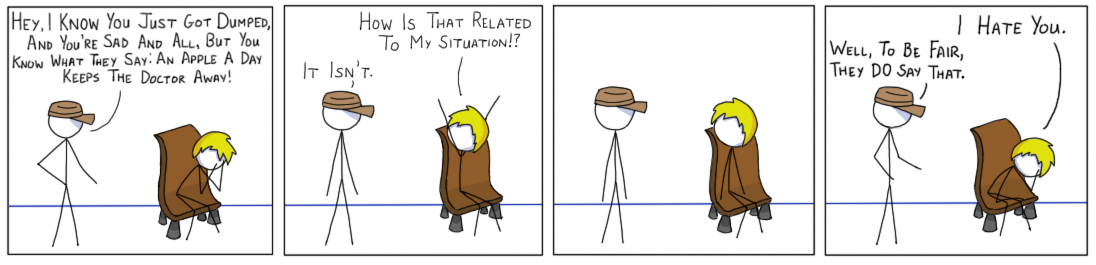 Hey, I Know You Just Got Dumped,
And You're Sad And All, But You
Know What They Say: An Apple A Day
Keeps The Doctor Away!
How Is That Related
To My Situation!?
It Isn't.
I Hate You.
Well, To Be Fair,
They DO Say That.